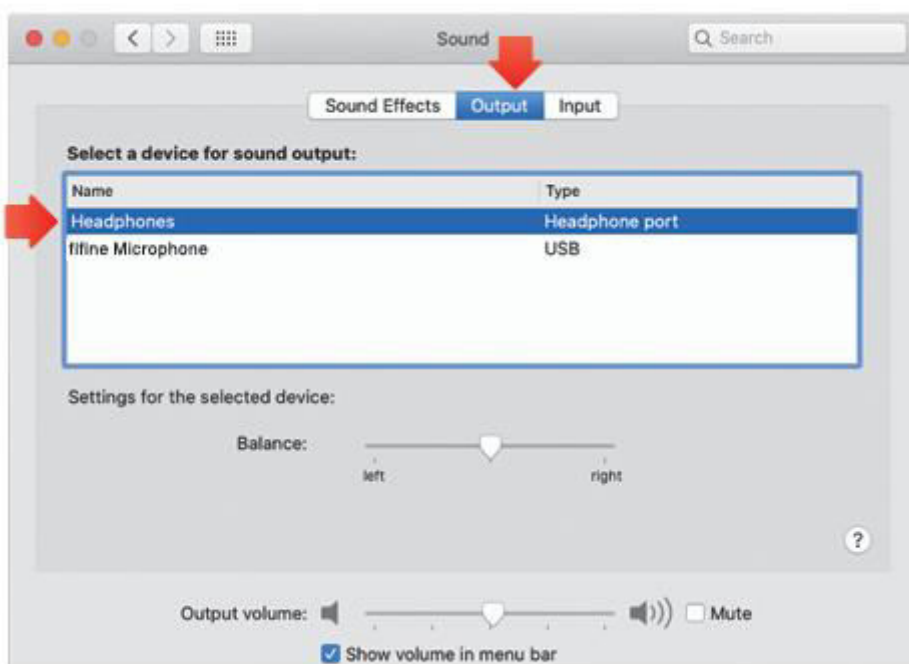 Sound
Search
Sound Effects Output Input
Select a device for sound output:
Name Type
Headphones Headphone port
fifine Microphone USB
Settings for the selected device:
Balance:
left right
?
Output volume: Mute
Show volume in menu bar